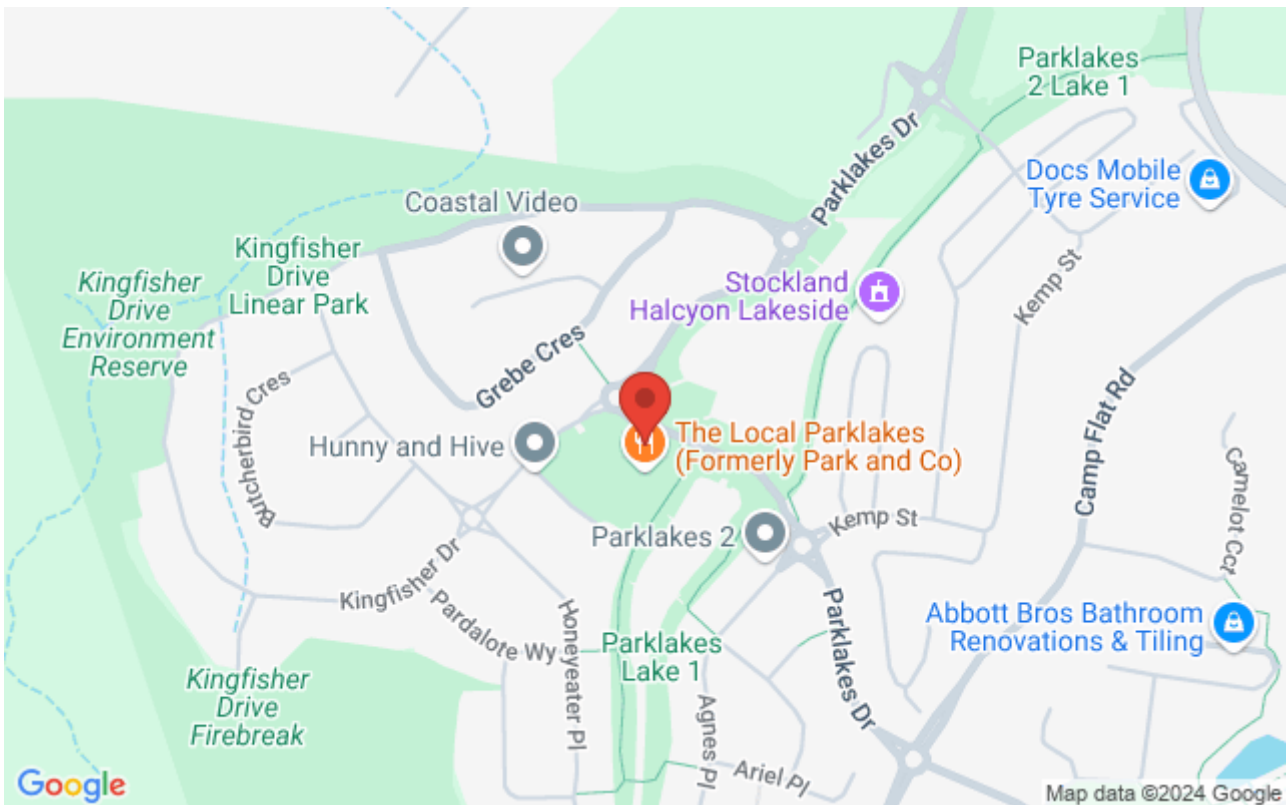 Parklakes
2 Lake 1
Parklakes Dr
Docs Mobile
Tyre Service
Coastal Video
Kingfisher
Drive
Linear Park
Kingfisher
Drive
Environment
Reserve
Stockland
Halcyon Lakeside
Kemp St
Grebe Cres
Butcherbird Cres
Camp Flat Rd
Hunny and Hive
The Local Parklakes
(Formerly Park and Co)
Camelot Cct
Parklakes 2
Kemp St
Kingfisher Dr
Pardalote Wy
Honeyeater Pl
Parklakes
Lake 1
Parklakes Dr
Abbott Bros Bathroom
Renovations & Tiling
Kingfisher
Drive
Firebreak
Agnes Pl
Ariel Pl
Google
Map data ©2024 Google